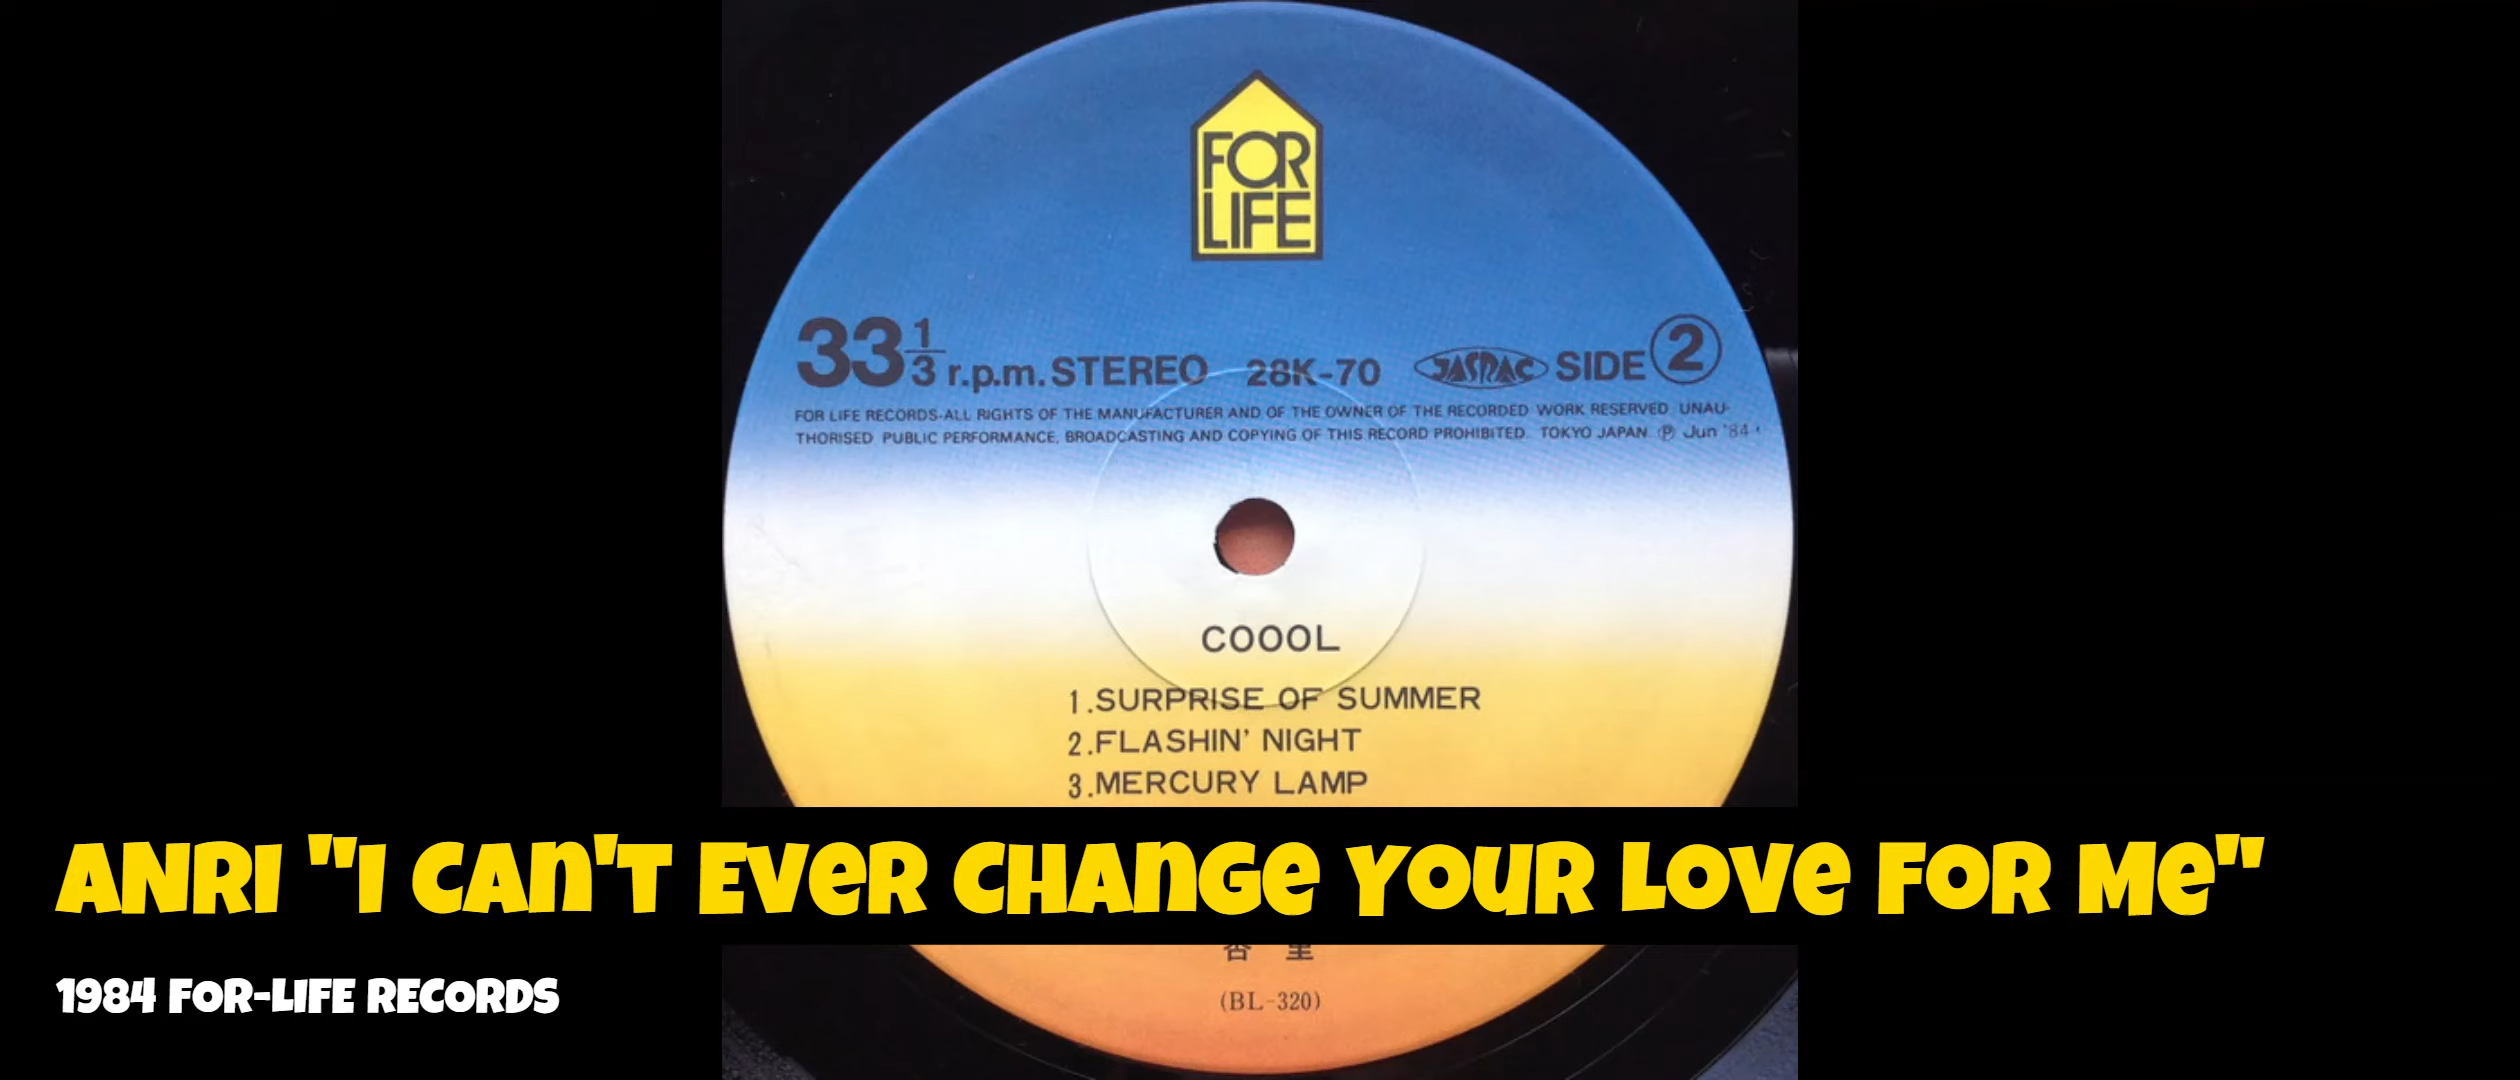 FOR
LIFE
33 1/3 r.p.m. STEREO 28K-70 JASRAC SIDE 2
FOR LIFE RECORDS-ALL RIGHTS OF THE MANUFACTURER AND OF THE OWNER OF THE RECORDED WORK RESERVED UNAU-
THORISED PUBLIC PERFORMANCE, BROADCASTING AND COPYING OF THIS RECORD PROHIBITED. TOKYO JAPAN Ⓟ Jun '84
COOOL
1.SURPRISE OF SUMMER
2.FLASHIN' NIGHT
3.MERCURY LAMP
ANRI "I CAN'T EVER CHANGE YOUR LOVE FOR ME"
(BL-320)
1984 FOR-LIFE RECORDS